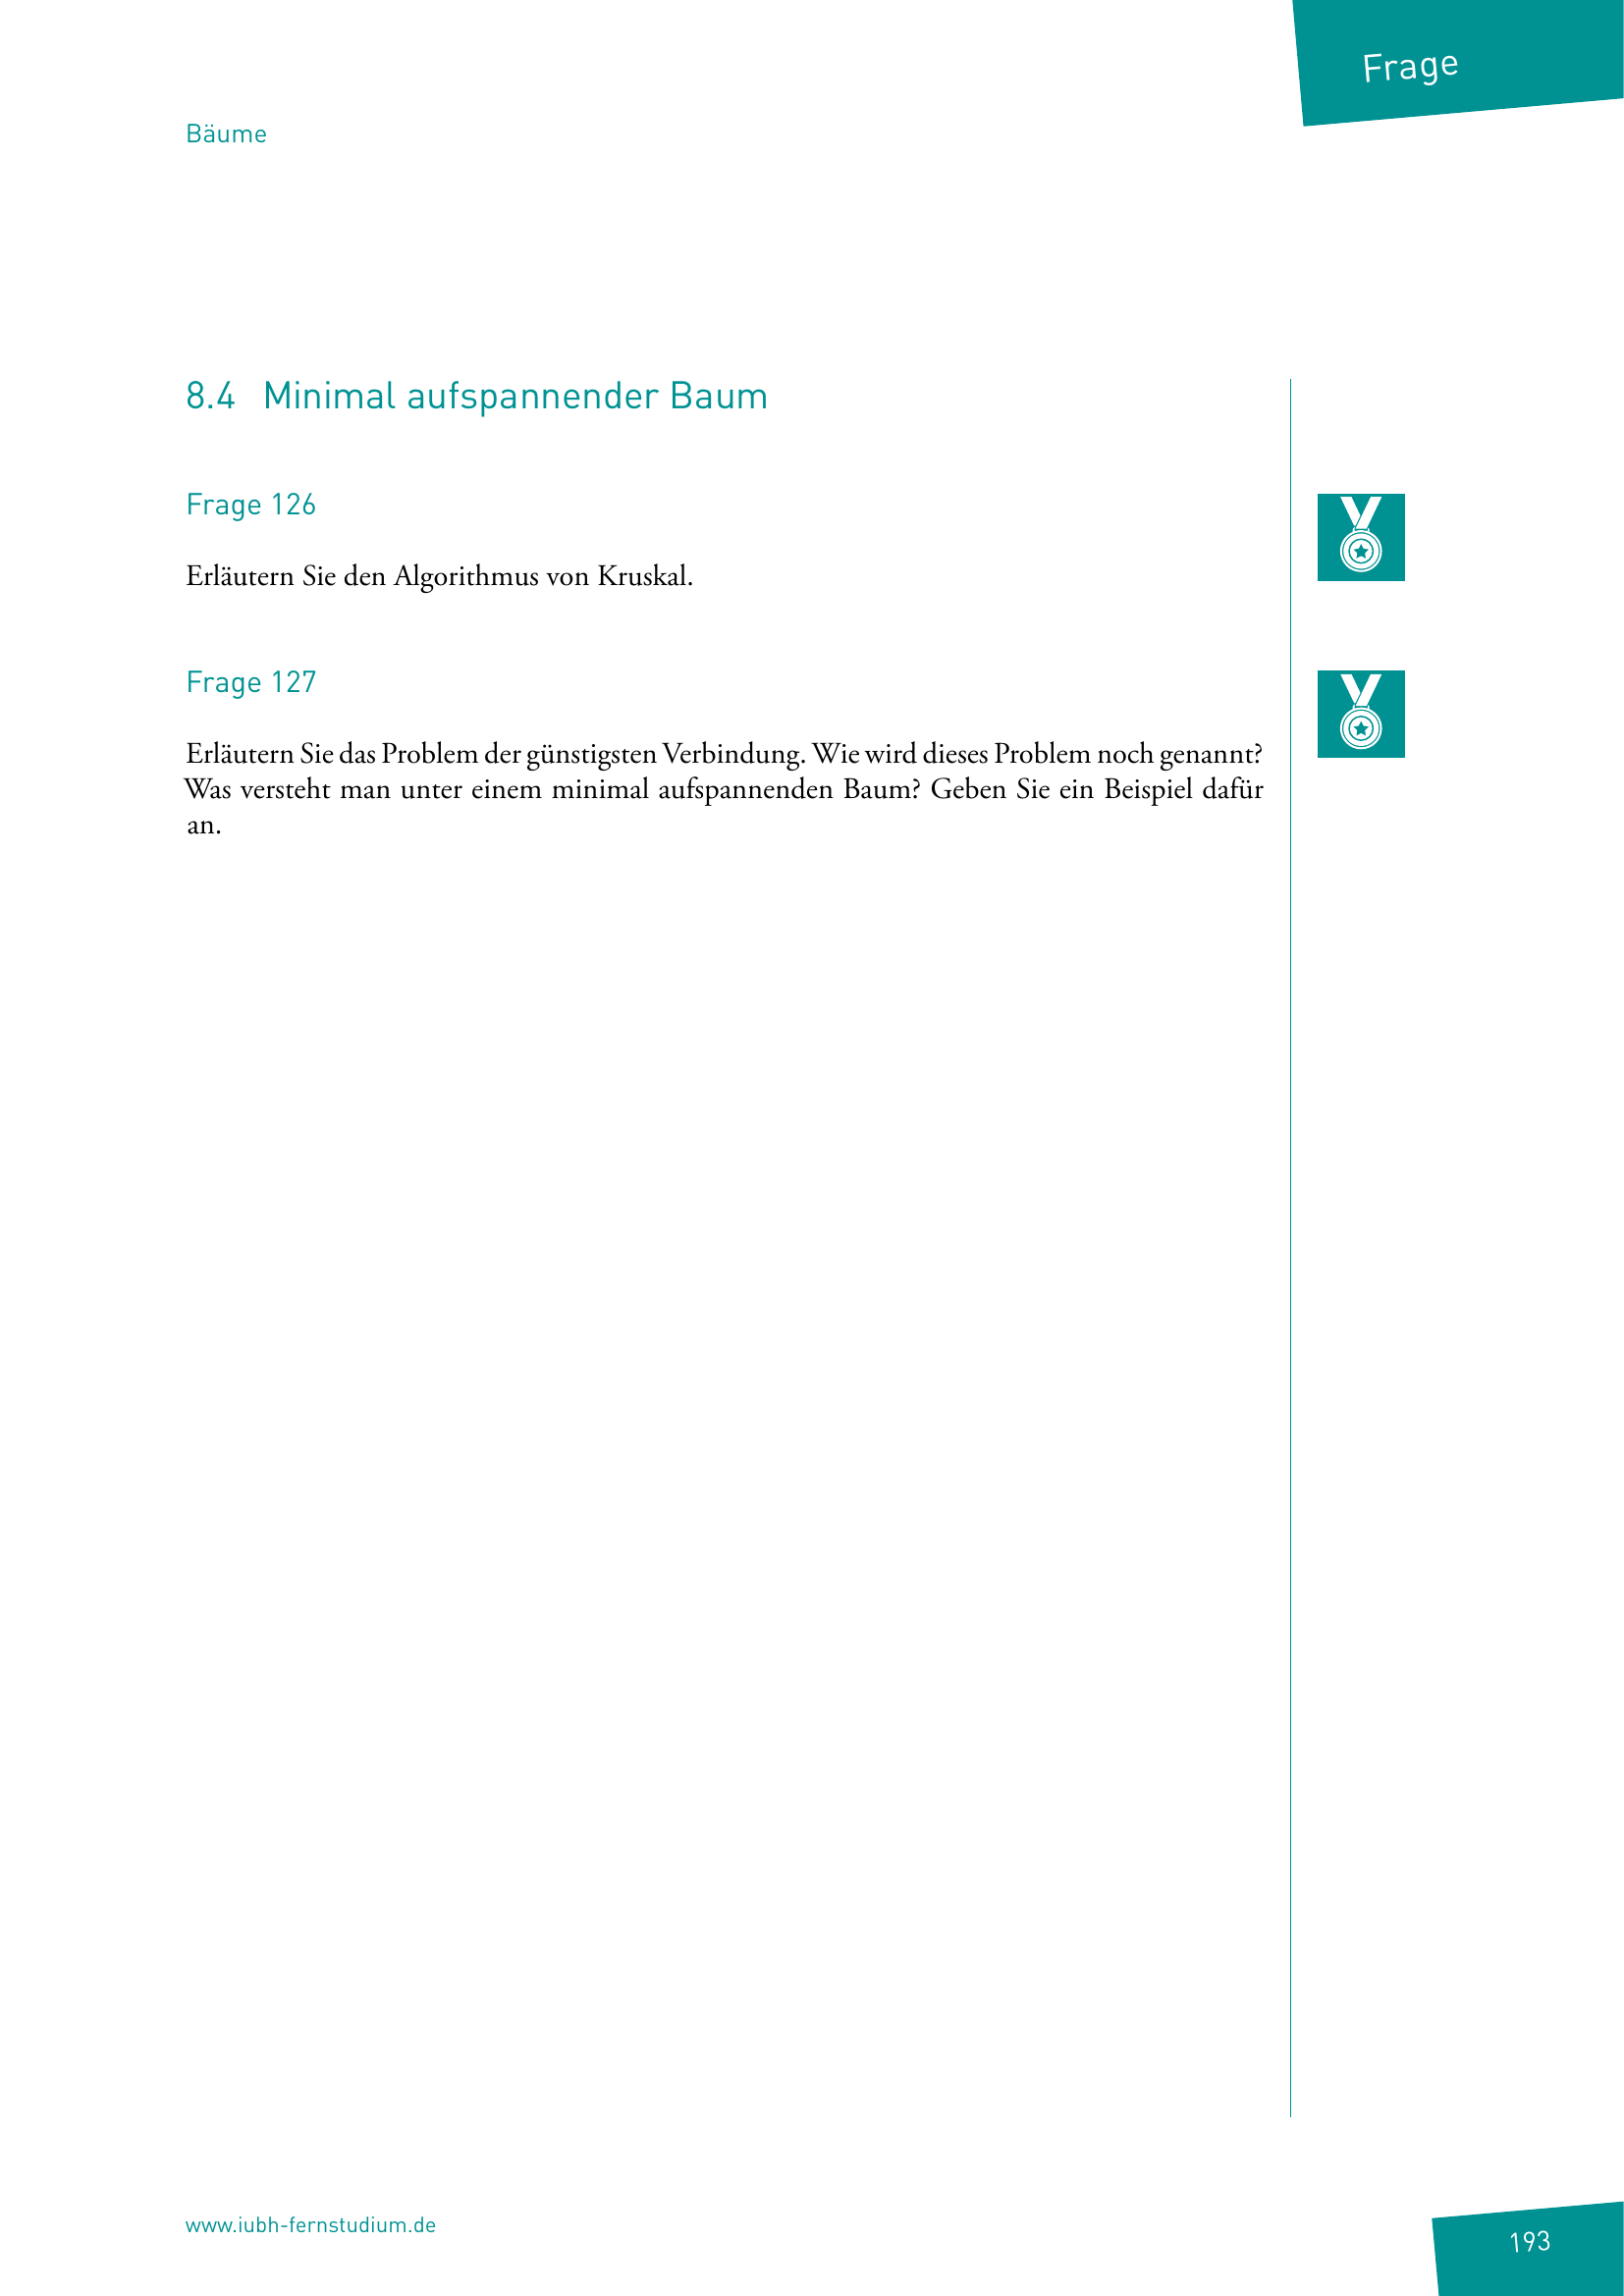 Frage
Bäume
8.4 Minimal aufspannender Baum
Frage 126
Erläutern Sie den Algorithmus von Kruskal.
Frage 127
Erläutern Sie das Problem der günstigsten Verbindung. Wie wird dieses Problem noch genannt?
Was versteht man unter einem minimal aufspannenden Baum? Geben Sie ein Beispiel dafür
an.
www.iubh-fernstudium.de
193